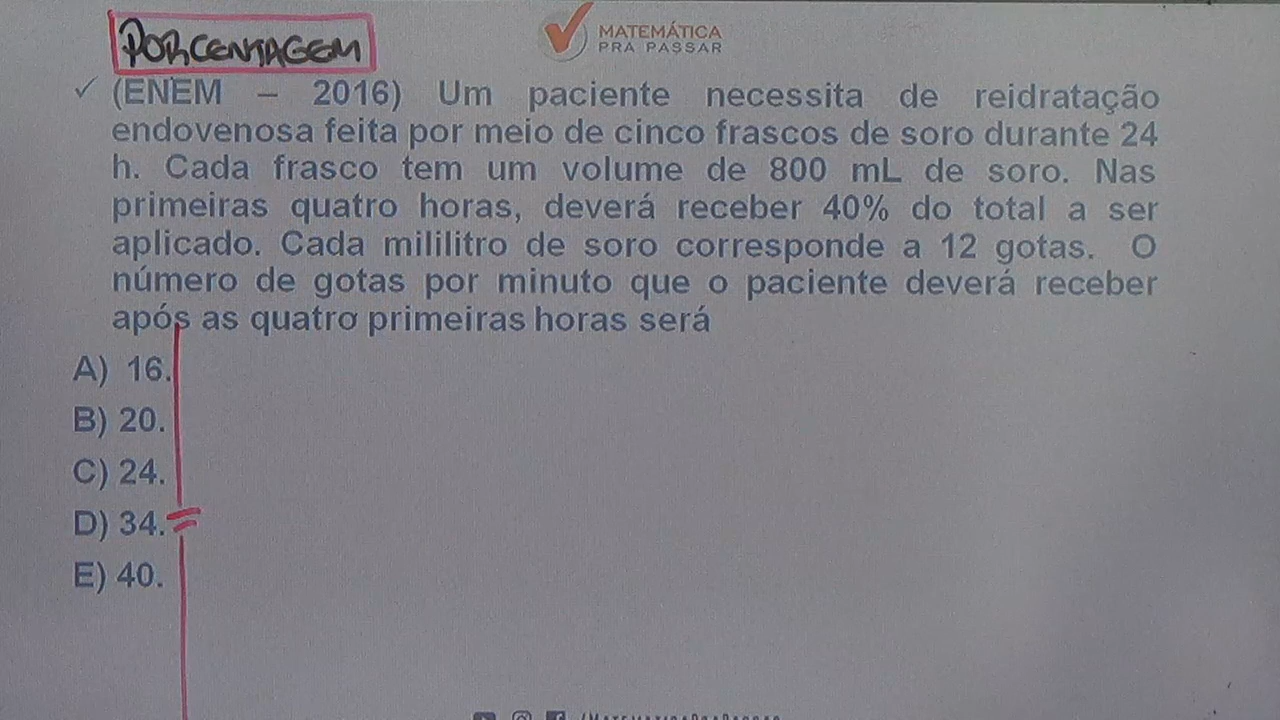 PORCENTAGEM
MATEMÁTICA
PRA PASSAR
✓ (ENEM – 2016) Um paciente necessita de reidratação
endovenosa feita por meio de cinco frascos de soro durante 24
h. Cada frasco tem um volume de 800 mL de soro. Nas
primeiras quatro horas, deverá receber 40% do total a ser
aplicado. Cada mililitro de soro corresponde a 12 gotas. O
número de gotas por minuto que o paciente deverá receber
após as quatro primeiras horas será
A) 16.
B) 20.
C) 24.
D) 34.
E) 40.